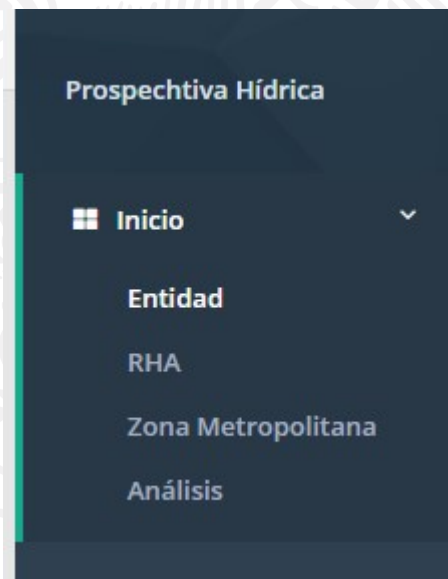 Prospechtiva Hídrica
Inicio
Entidad
RHA
Zona Metropolitana
Análisis